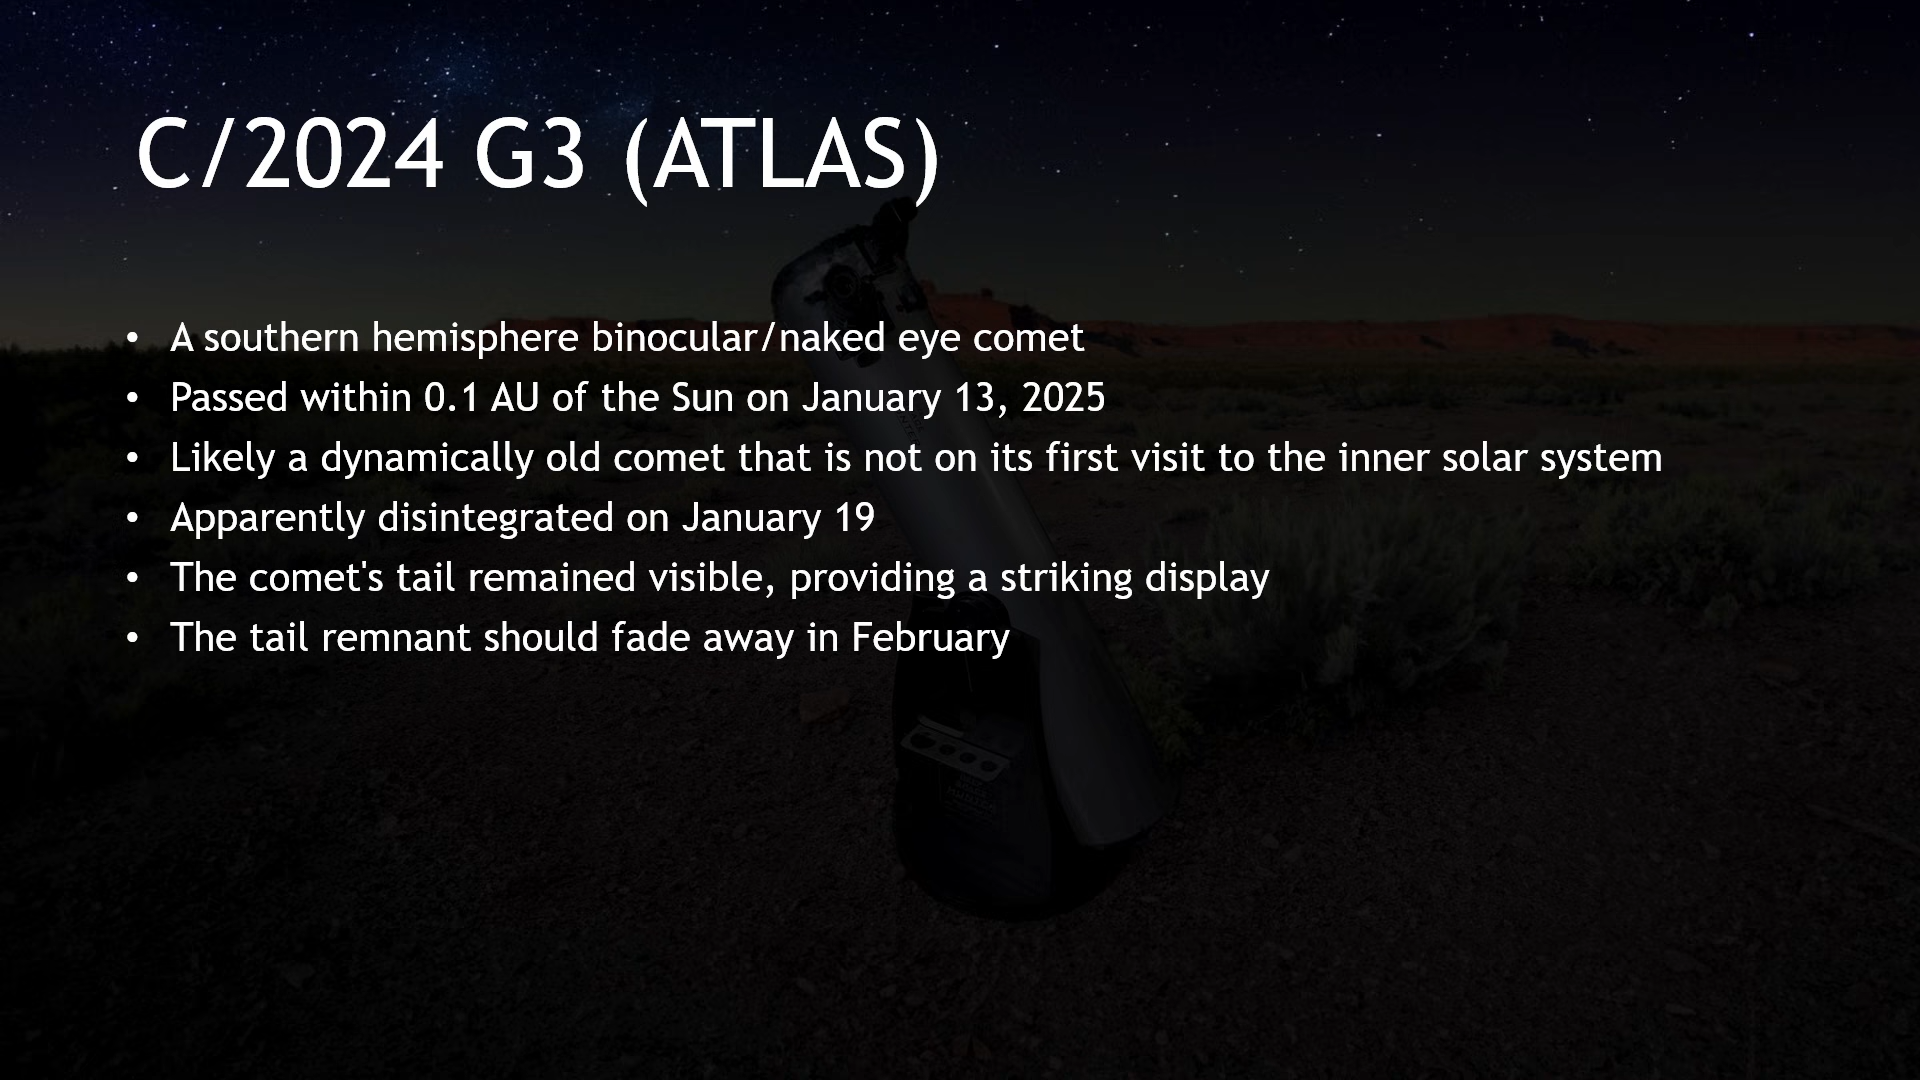 C/2024 G3 (ATLAS)
• A southern hemisphere binocular/naked eye comet
• Passed within 0.1 AU of the Sun on January 13, 2025
• Likely a dynamically old comet that is not on its first visit to the inner solar system
• Apparently disintegrated on January 19
• The comet's tail remained visible, providing a striking display
• The tail remnant should fade away in February